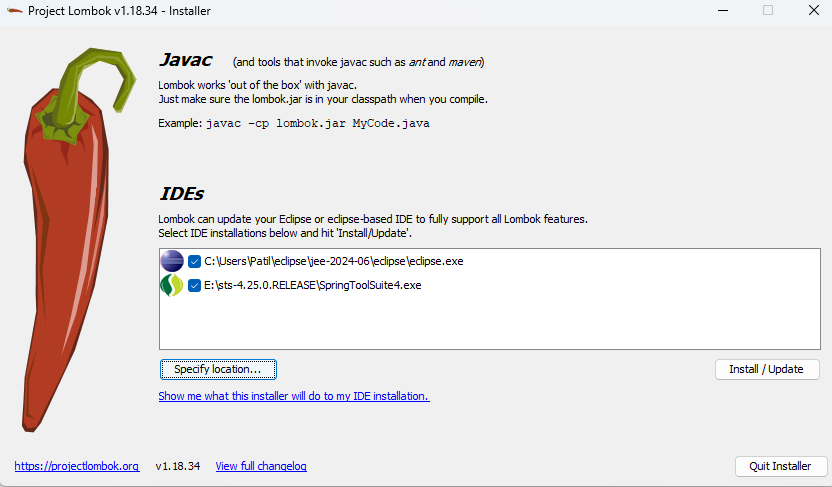 Project Lombok v1.18.34 - Installer
Javac (and tools that invoke javac such as ant and maven)
Lombok works 'out of the box' with javac.
Just make sure the lombok.jar is in your classpath when you compile.
Example: javac -cp lombok.jar MyCode.java
IDEs
Lombok can update your Eclipse or eclipse-based IDE to fully support all Lombok features.
Select IDE installations below and hit 'Install/Update'.
C:\Users\Patil\eclipse\jee-2024-06\eclipse\eclipse.exe
E:\sts-4.25.0.RELEASE\SpringToolSuite4.exe
Specify location... Install / Update
Show me what this installer will do to my IDE installation.
https://projectlombok.org v1.18.34 View full changelog Quit Installer